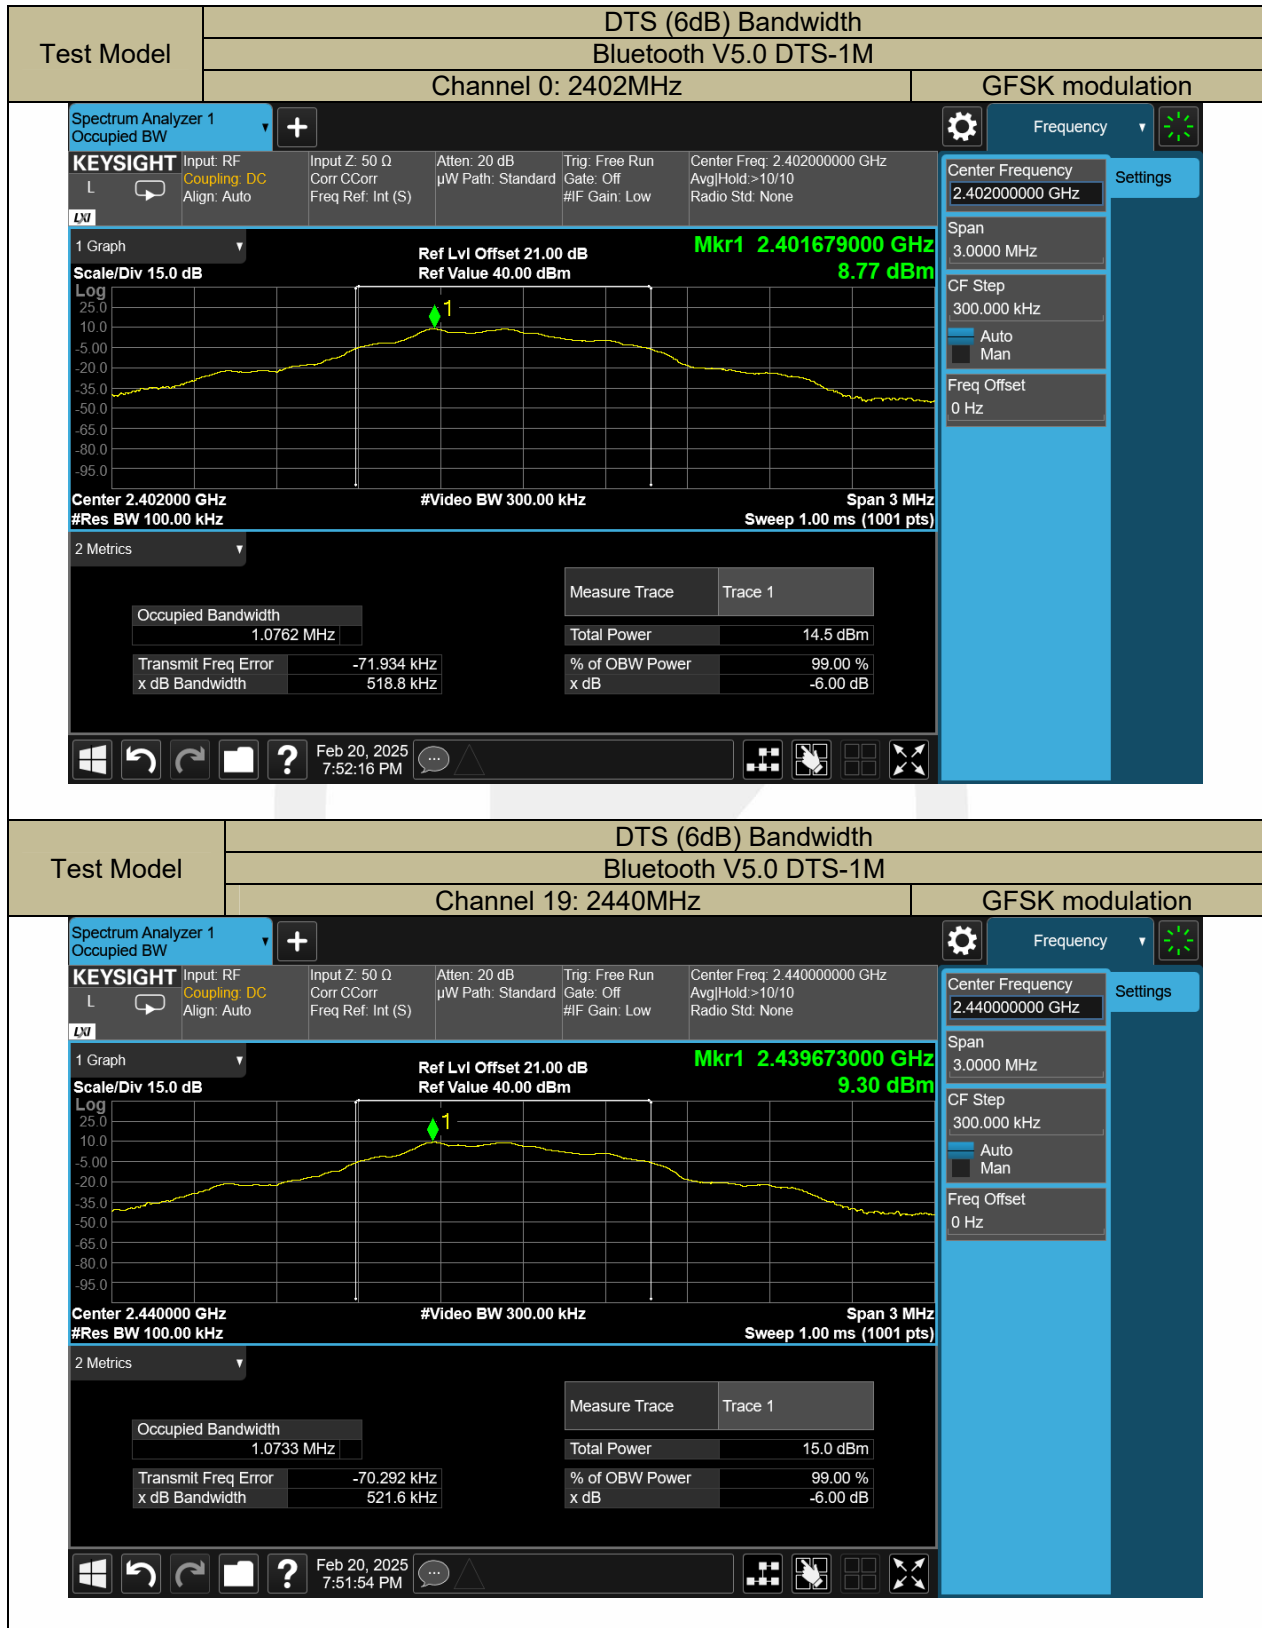 Test Model
DTS (6dB) Bandwidth
Bluetooth V5.0 DTS-1M
Channel 0: 2402MHz GFSK modulation
Spectrum Analyzer 1
Occupied BW
Frequency
KEYSIGHT
L
LXI
Input: RF
Coupling: DC
Align: Auto
Input Z: 50 Ω
Corr CCorr
Freq Ref: Int (S)
Atten: 20 dB
µW Path: Standard
Trig: Free Run
Gate: Off
#IF Gain: Low
Center Freq: 2.402000000 GHz
Avg|Hold:>10/10
Radio Std: None
Center Frequency
2.402000000 GHz
Settings
Span
3.0000 MHz
CF Step
300.000 kHz
Auto
Man
Freq Offset
0 Hz
1 Graph
Scale/Div 15.0 dB
Ref Lvl Offset 21.00 dB
Ref Value 40.00 dBm
Mkr1 2.401679000 GHz
8.77 dBm
Log
25.0
10.0
-5.00
-20.0
-35.0
-50.0
-65.0
-80.0
-95.0
1
Center 2.402000 GHz
#Res BW 100.00 kHz
#Video BW 300.00 kHz
Span 3 MHz
Sweep 1.00 ms (1001 pts)
2 Metrics
Measure Trace Trace 1
Occupied Bandwidth
1.0762 MHz
Total Power 14.5 dBm
Transmit Freq Error -71.934 kHz
% of OBW Power 99.00 %
x dB Bandwidth 518.8 kHz
x dB -6.00 dB
Feb 20, 2025
7:52:16 PM
Test Model
DTS (6dB) Bandwidth
Bluetooth V5.0 DTS-1M
Channel 19: 2440MHz GFSK modulation
Spectrum Analyzer 1
Occupied BW
Frequency
KEYSIGHT
L
LXI
Input: RF
Coupling: DC
Align: Auto
Input Z: 50 Ω
Corr CCorr
Freq Ref: Int (S)
Atten: 20 dB
µW Path: Standard
Trig: Free Run
Gate: Off
#IF Gain: Low
Center Freq: 2.440000000 GHz
Avg|Hold:>10/10
Radio Std: None
Center Frequency
2.440000000 GHz
Settings
Span
3.0000 MHz
CF Step
300.000 kHz
Auto
Man
Freq Offset
0 Hz
1 Graph
Scale/Div 15.0 dB
Ref Lvl Offset 21.00 dB
Ref Value 40.00 dBm
Mkr1 2.439673000 GHz
9.30 dBm
Log
25.0
10.0
-5.00
-20.0
-35.0
-50.0
-65.0
-80.0
-95.0
1
Center 2.440000 GHz
#Res BW 100.00 kHz
#Video BW 300.00 kHz
Span 3 MHz
Sweep 1.00 ms (1001 pts)
2 Metrics
Measure Trace Trace 1
Occupied Bandwidth
1.0733 MHz
Total Power 15.0 dBm
Transmit Freq Error -70.292 kHz
% of OBW Power 99.00 %
x dB Bandwidth 521.6 kHz
x dB -6.00 dB
Feb 20, 2025
7:51:54 PM